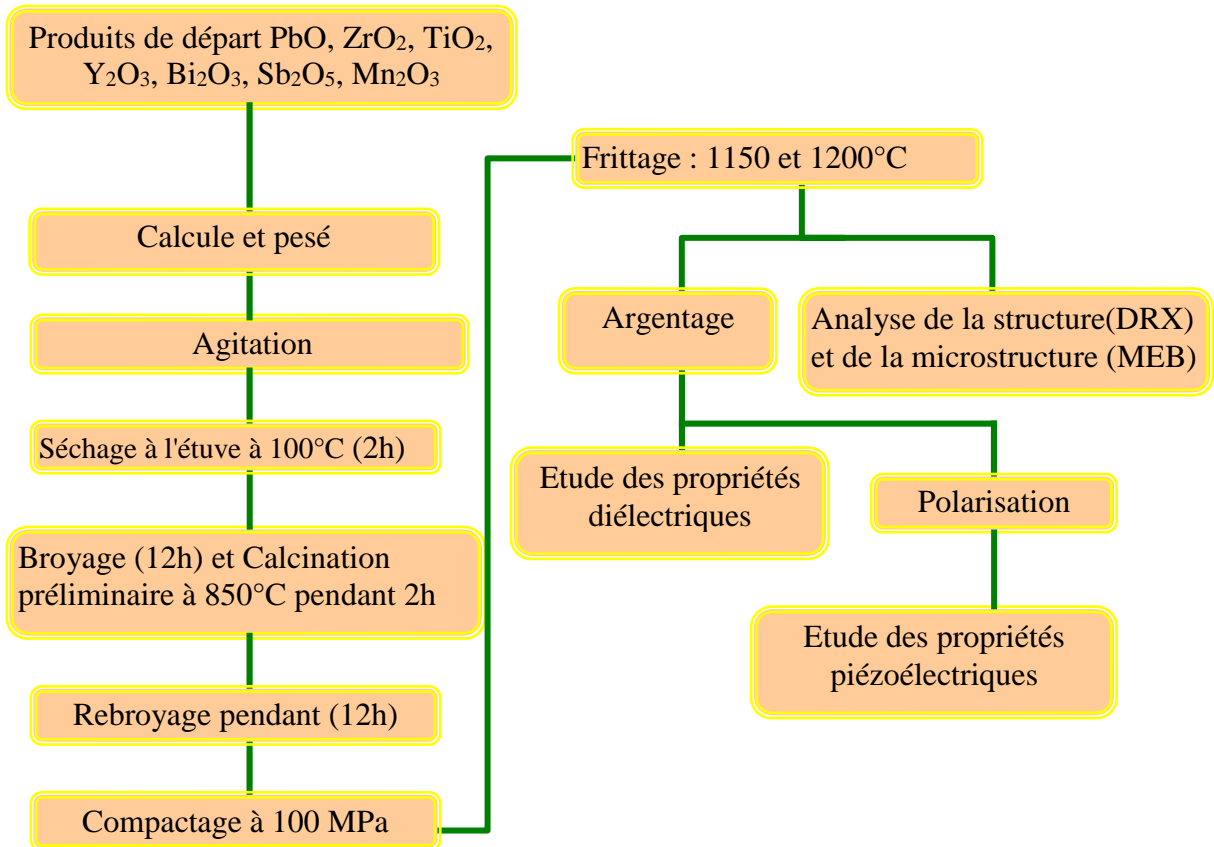 Produits de départ PbO, ZrO₂, TiO₂,
Y₂O₃, Bi₂O₃, Sb₂O₅, Mn₂O₃
Calcule et pesé
Agitation
Séchage à l'étuve à 100°C (2h)
Broyage (12h) et Calcination
préliminaire à 850°C pendant 2h
Rebroyage pendant (12h)
Compactage à 100 MPa
Frittage : 1150 et 1200°C
Argentage
Analyse de la structure(DRX)
et de la microstructure (MEB)
Etude des propriétés
diélectriques
Polarisation
Etude des propriétés
piézoélectriques